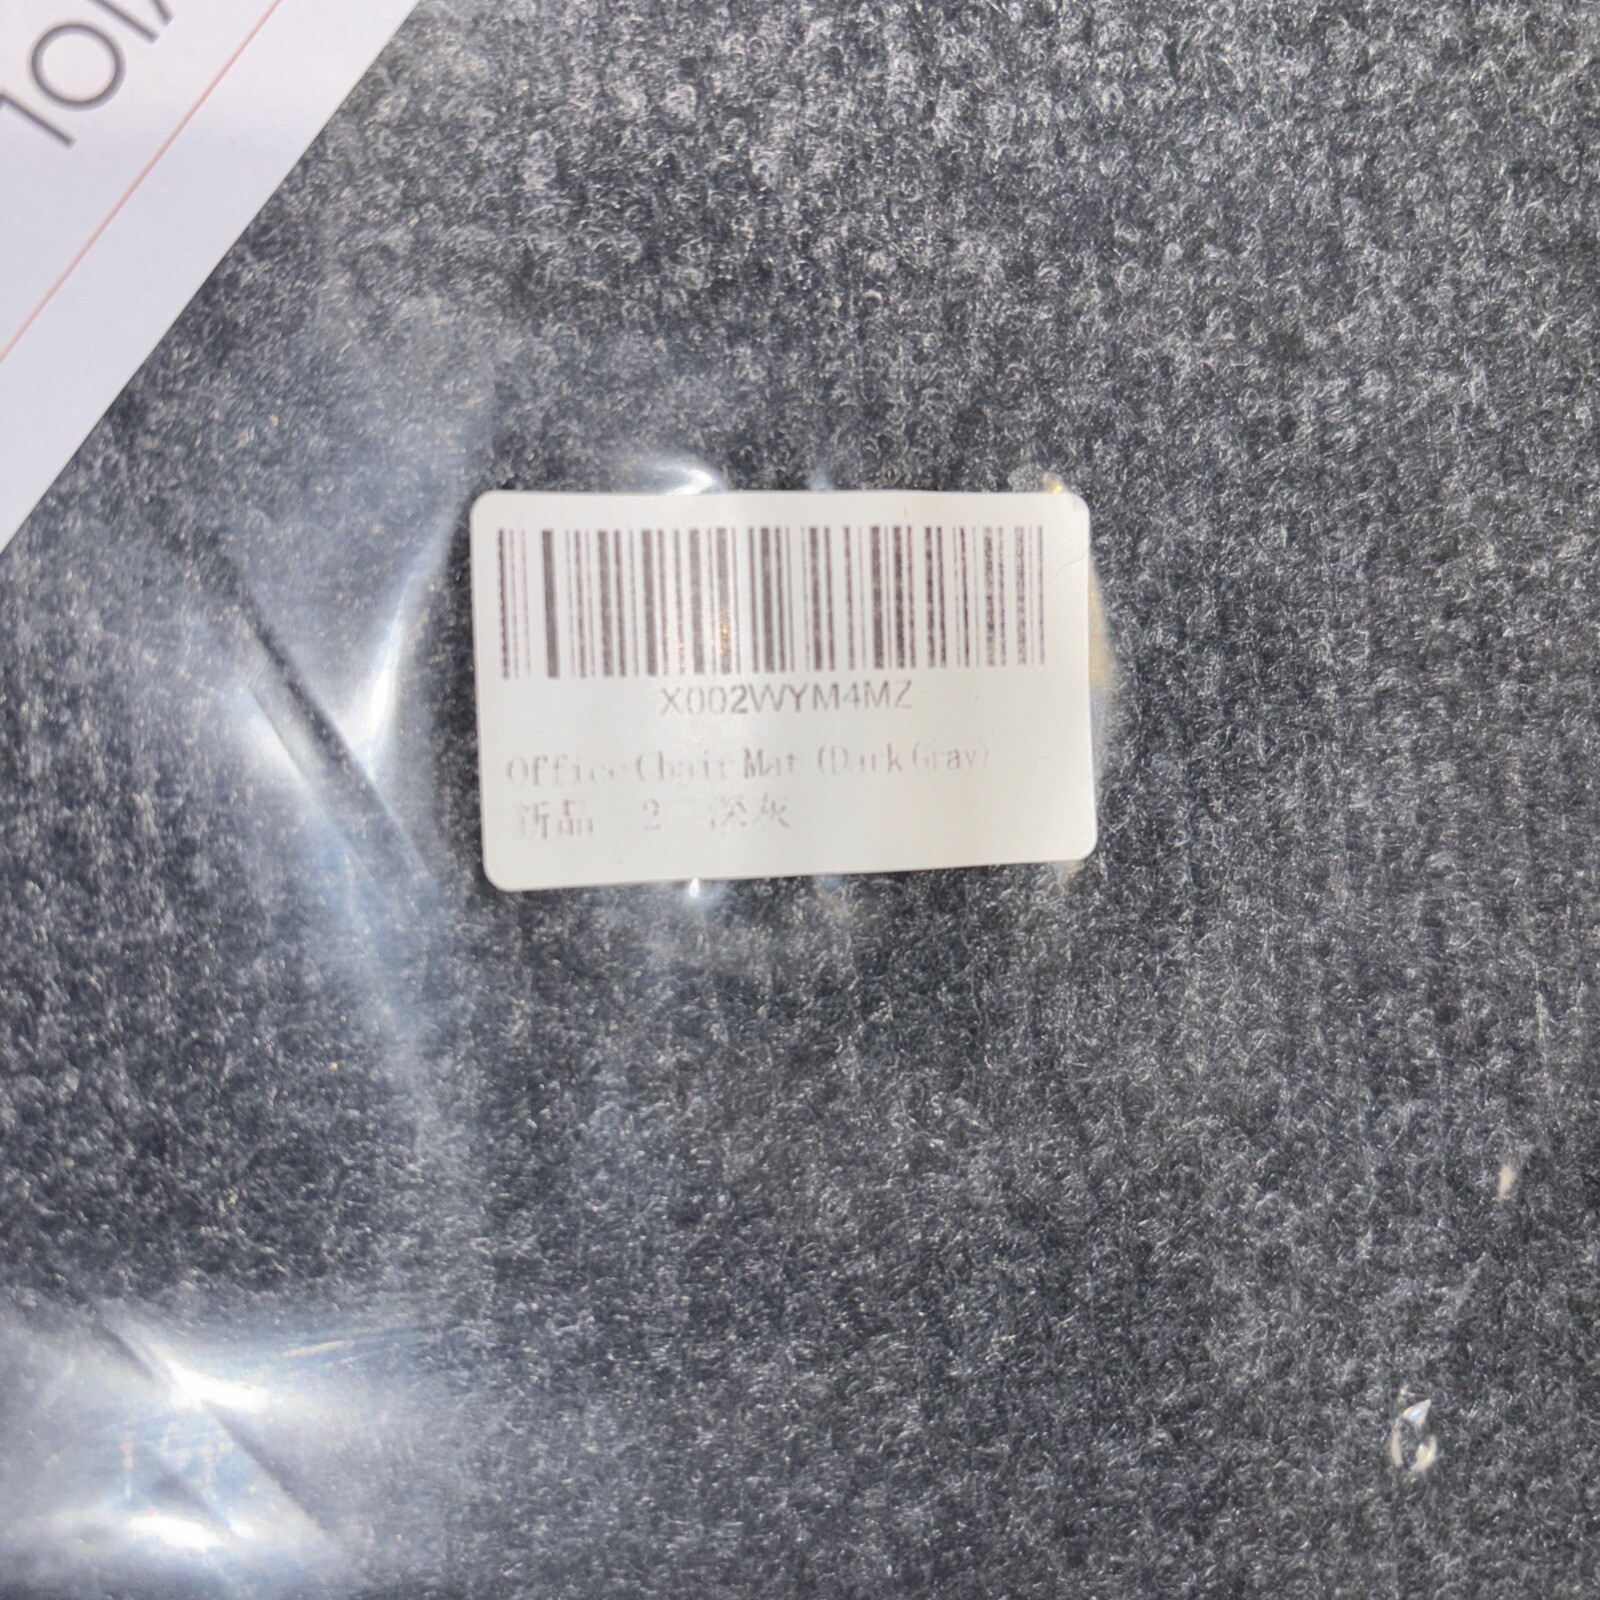 X002WYM4MZ
Office Chair Mat (Dark Gray)
新品 2 深灰